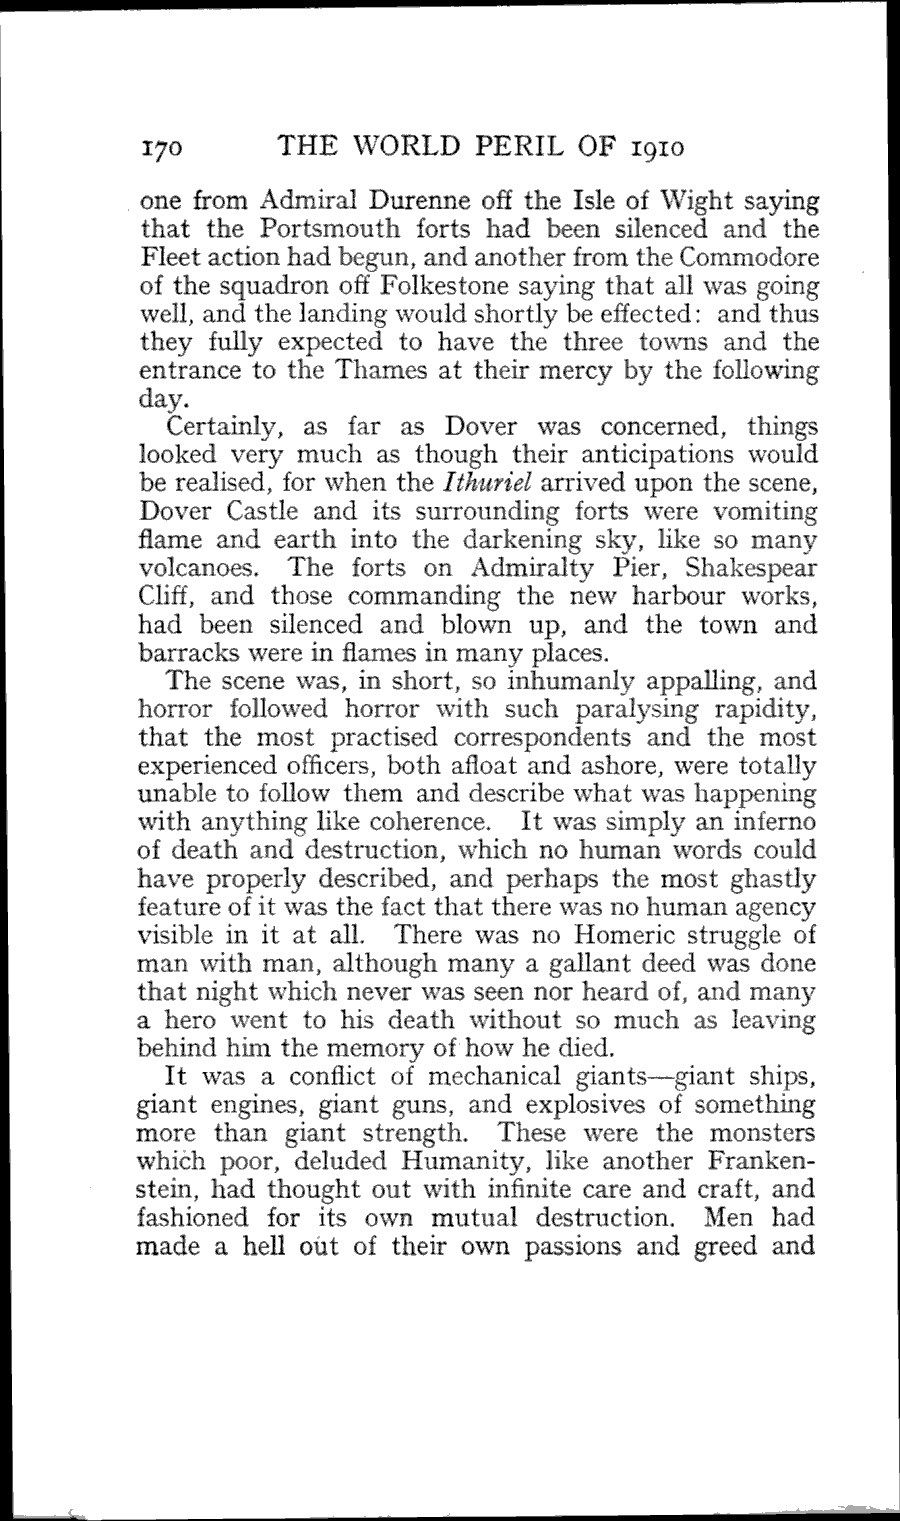 170 THE WORLD PERIL OF 1910
one from Admiral Durenne off the Isle of Wight saying
that the Portsmouth forts had been silenced and the
Fleet action had begun, and another from the Commodore
of the squadron off Folkestone saying that all was going
well, and the landing would shortly be effected: and thus
they fully expected to have the three towns and the
entrance to the Thames at their mercy by the following
day.
Certainly, as far as Dover was concerned, things
looked very much as though their anticipations would
be realised, for when the Ithuriel arrived upon the scene,
Dover Castle and its surrounding forts were vomiting
flame and earth into the darkening sky, like so many
volcanoes. The forts on Admiralty Pier, Shakespear
Cliff, and those commanding the new harbour works,
had been silenced and blown up, and the town and
barracks were in flames in many places.
The scene was, in short, so inhumanly appalling, and
horror followed horror with such paralysing rapidity,
that the most practised correspondents and the most
experienced officers, both afloat and ashore, were totally
unable to follow them and describe what was happening
with anything like coherence. It was simply an inferno
of death and destruction, which no human words could
have properly described, and perhaps the most ghastly
feature of it was the fact that there was no human agency
visible in it at all. There was no Homeric struggle of
man with man, although many a gallant deed was done
that night which never was seen nor heard of, and many
a hero went to his death without so much as leaving
behind him the memory of how he died.
It was a conflict of mechanical giants—giant ships,
giant engines, giant guns, and explosives of something
more than giant strength. These were the monsters
which poor, deluded Humanity, like another Franken-
stein, had thought out with infinite care and craft, and
fashioned for its own mutual destruction. Men had
made a hell out of their own passions and greed and